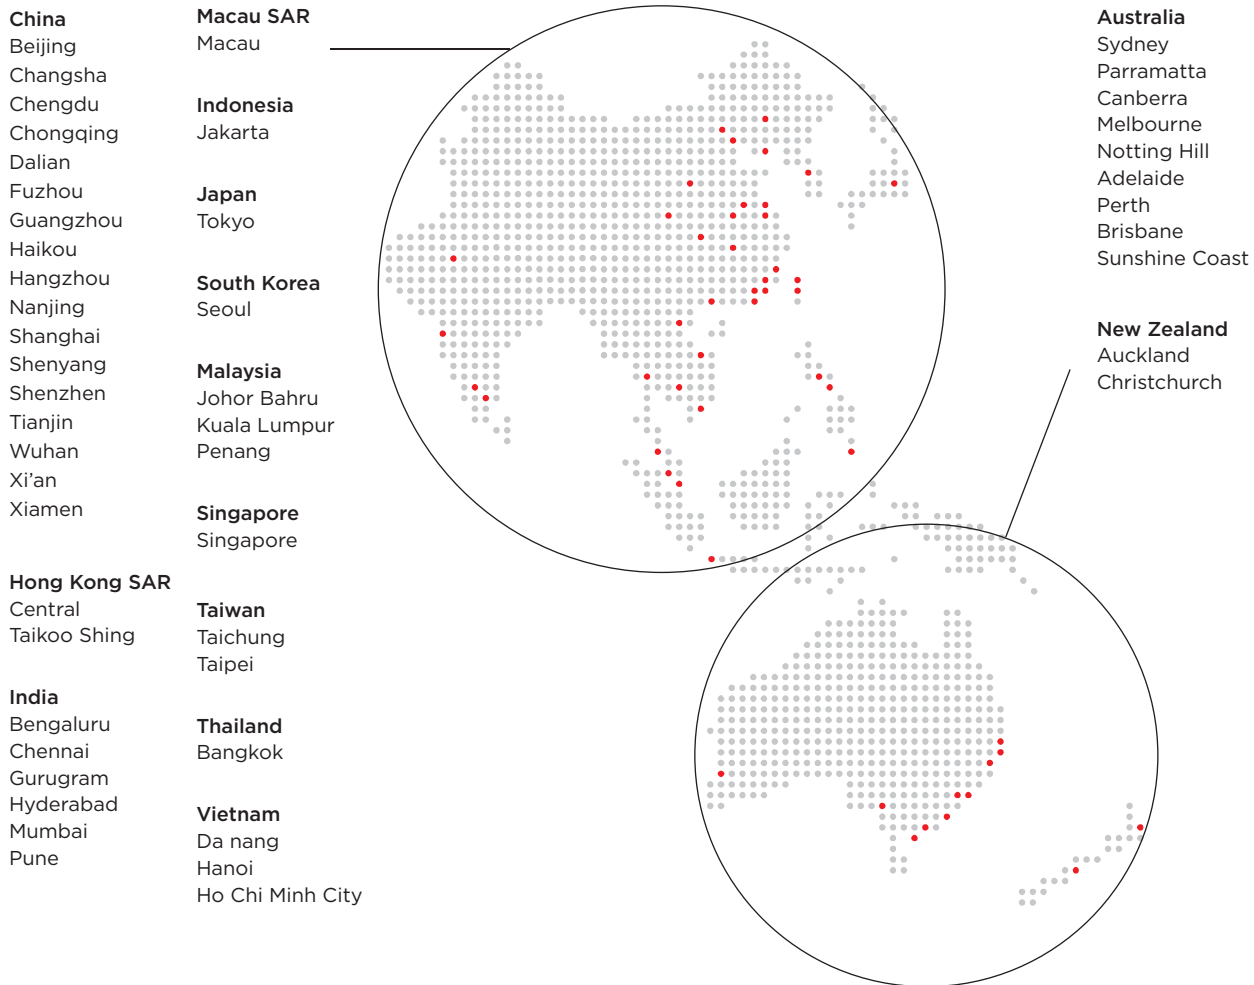 China
Beijing
Changsha
Chengdu
Chongqing
Dalian
Fuzhou
Guangzhou
Haikou
Hangzhou
Nanjing
Shanghai
Shenyang
Shenzhen
Tianjin
Wuhan
Xi’an
Xiamen
Hong Kong SAR
Central
Taikoo Shing
India
Bengaluru
Chennai
Gurugram
Hyderabad
Mumbai
Pune
Macau SAR
Macau
Indonesia
Jakarta
Japan
Tokyo
South Korea
Seoul
Malaysia
Johor Bahru
Kuala Lumpur
Penang
Singapore
Singapore
Taiwan
Taichung
Taipei
Thailand
Bangkok
Vietnam
Da nang
Hanoi
Ho Chi Minh City
Australia
Sydney
Parramatta
Canberra
Melbourne
Notting Hill
Adelaide
Perth
Brisbane
Sunshine Coast
New Zealand
Auckland
Christchurch